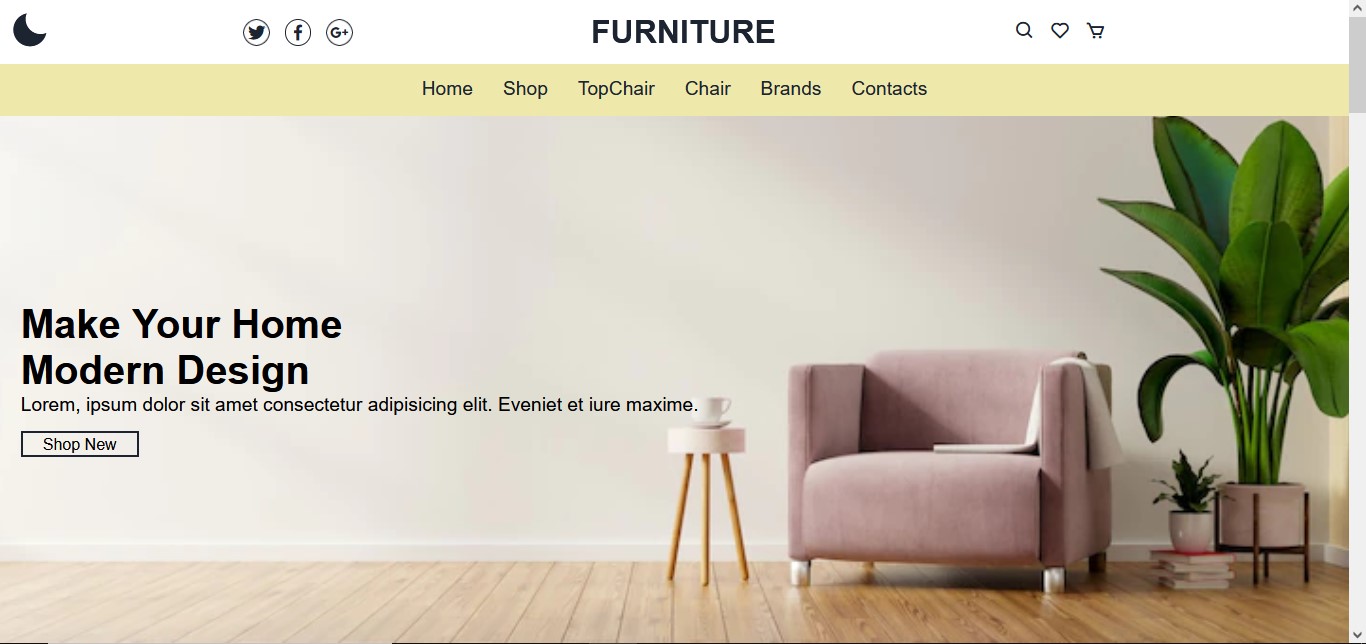 FURNITURE
Home Shop TopChair Chair Brands Contacts
Make Your Home
Modern Design
Lorem, ipsum dolor sit amet consectetur adipisicing elit. Eveniet et iure maxime.
Shop New